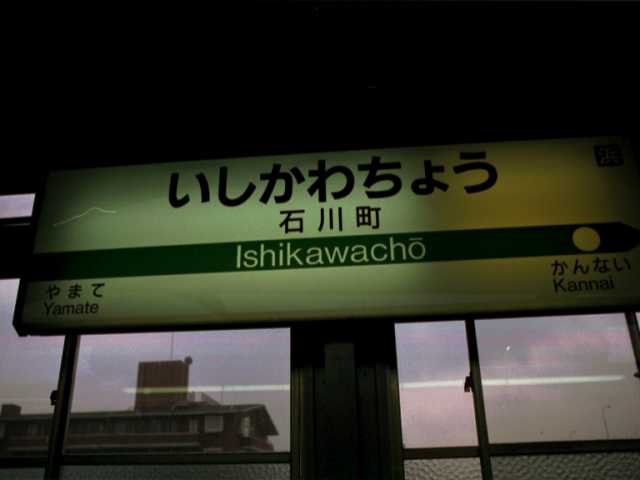 浜
いしかわちょう
石川町
Ishikawachō
やまて
Yamate
かんない
Kannai